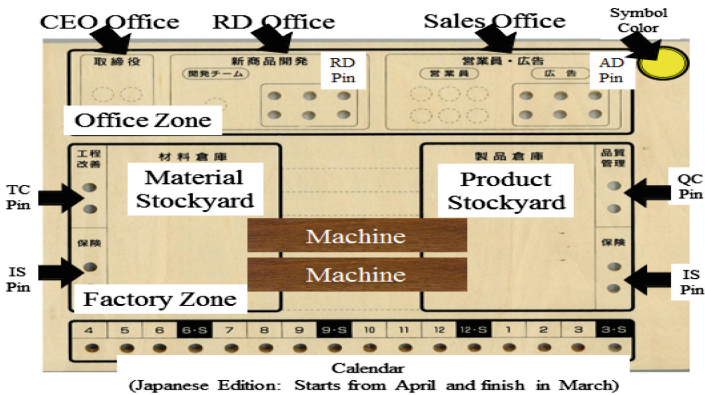 CEO Office RD Office Sales Office Symbol
Color
取締役 新商品開発 営業員・広告
開発チーム 営業員 広告
RD
Pin
AD
Pin
Office Zone
工程
改善
材料倉庫 製品倉庫 品質
管理
TC
Pin
Material
Stockyard
Product
Stockyard
QC
Pin
Machine
保険 保険
IS
Pin
Machine
IS
Pin
Factory Zone
4 5 6 6・S 7 8 9 9・S 10 11 12 12・S 1 2 3 3・S
Calendar
(Japanese Edition: Starts from April and finish in March)